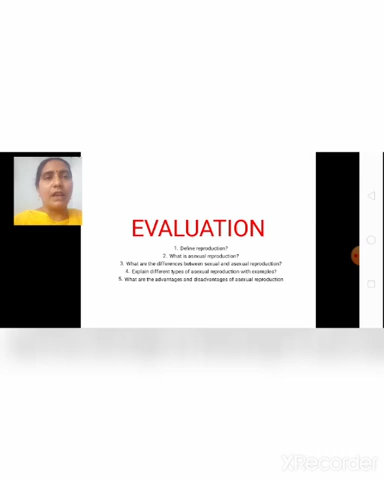 EVALUATION
1. Define reproduction?
2. What is asexual reproduction?
3. What are the differences between sexual and asexual reproduction?
4. Explain different types of asexual reproduction with examples?
5. What are the advantages and disadvantages of asexual reproduction
XRecorder